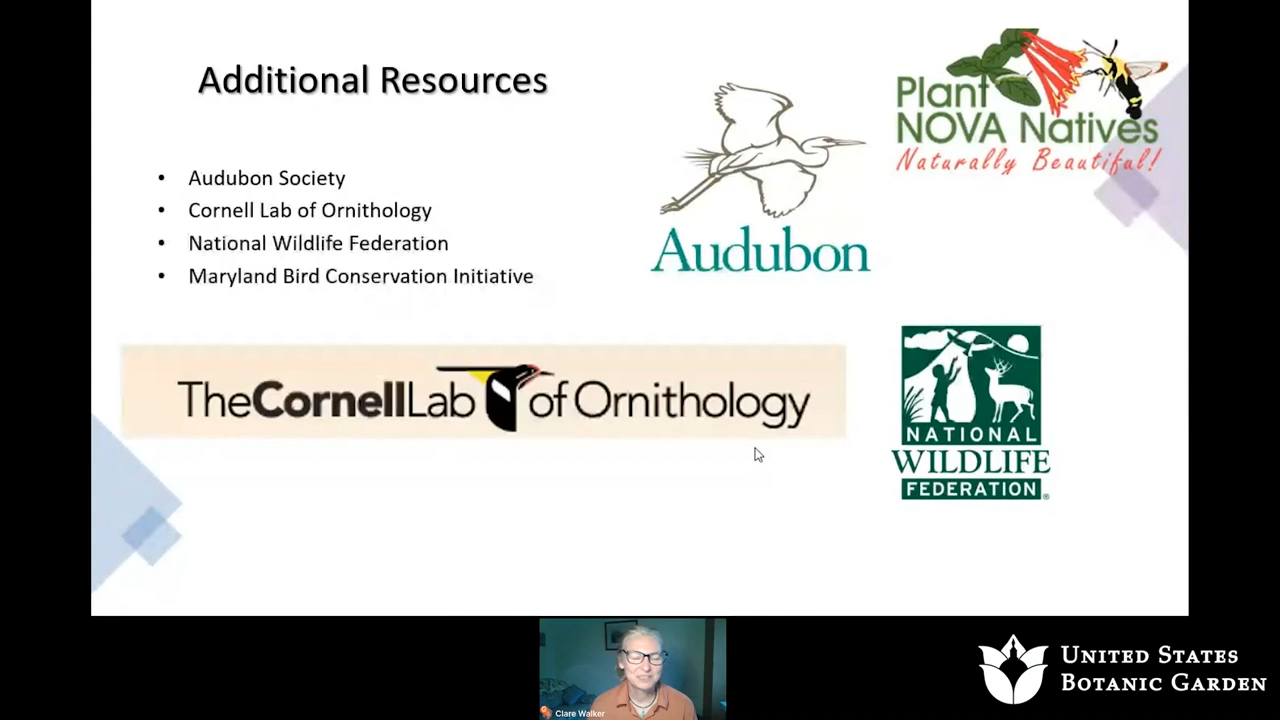 Additional Resources
• Audubon Society
• Cornell Lab of Ornithology
• National Wildlife Federation
• Maryland Bird Conservation Initiative
Audubon
Plant
NOVA Natives
Naturally Beautiful!
TheCornellLab of Ornithology
NATIONAL
WILDLIFE
FEDERATION®
Clare Walker
UNITED STATES
BOTANIC GARDEN